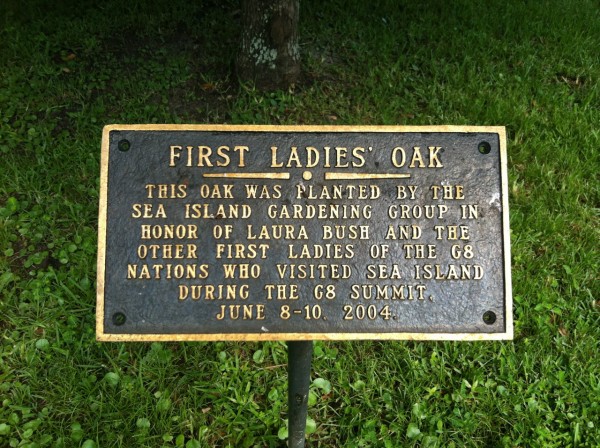 FIRST LADIES' OAK
THIS OAK WAS PLANTED BY THE
SEA ISLAND GARDENING GROUP IN
HONOR OF LAURA BUSH AND THE
OTHER FIRST LADIES OF THE G8
NATIONS WHO VISITED SEA ISLAND
DURING THE G8 SUMMIT,
JUNE 8-10, 2004.